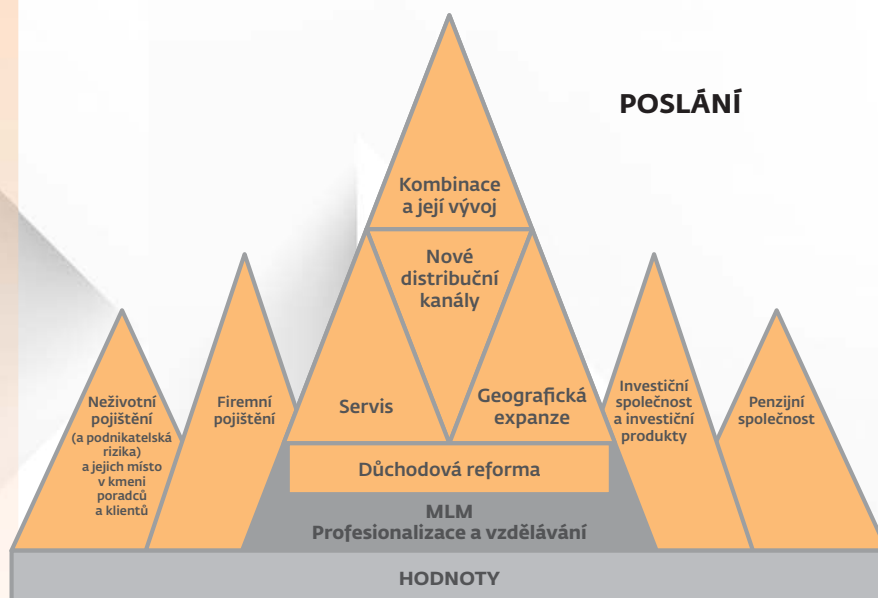 POSLÁNÍ
Kombinace
a její vývoj
Nové
distribuční
kanály
Servis
Geografická
expanze
Neživotní
pojištění
(a podnikatelská
rizika)
a jejich místo
v kmeni
poradců
a klientů
Firemní
pojištění
Investiční
společnost
a investiční
produkty
Penzijní
společnost
Důchodová reforma
MLM
Profesionalizace a vzdělávání
HODNOTY